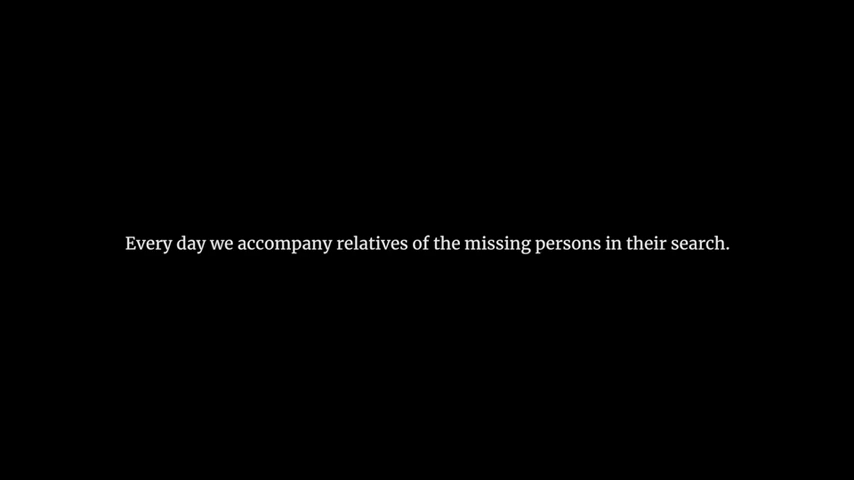 Every day we accompany relatives of the missing persons in their search.